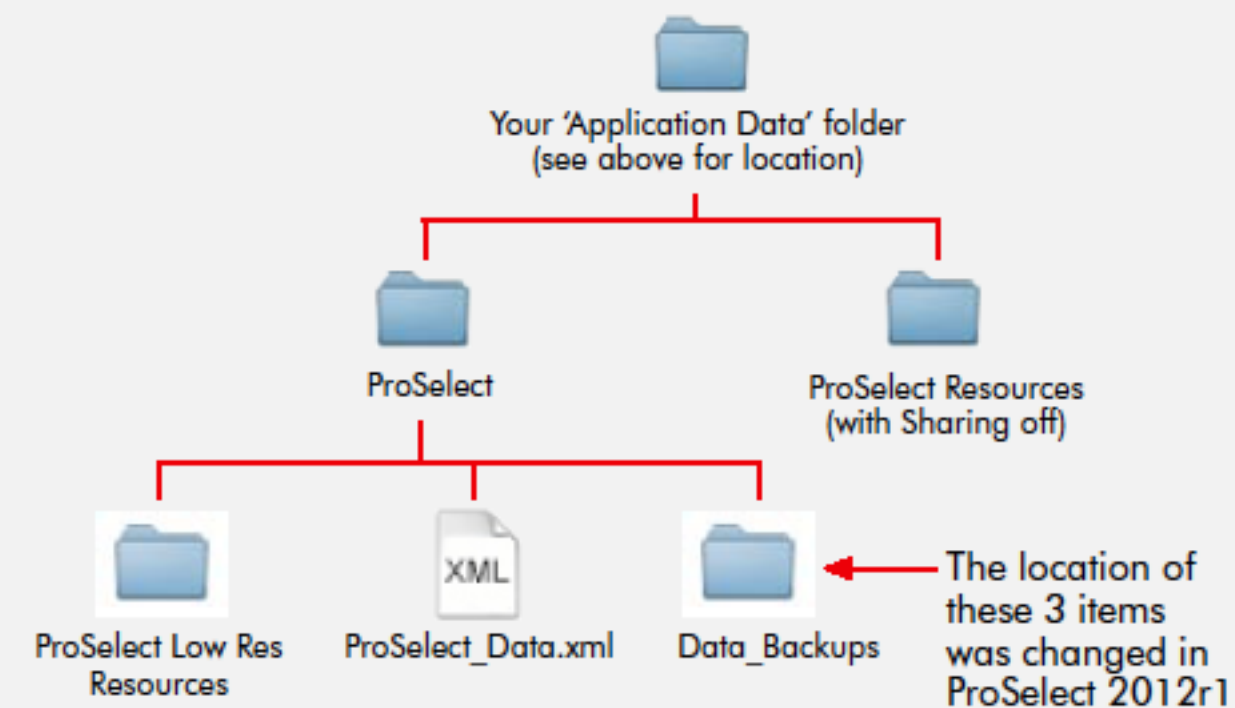 Your ‘Application Data’ folder
(see above for location)
ProSelect
ProSelect Resources
(with Sharing off)
ProSelect Low Res
Resources
XML
ProSelect_Data.xml
Data_Backups
The location of
these 3 items
was changed in
ProSelect 2012r1